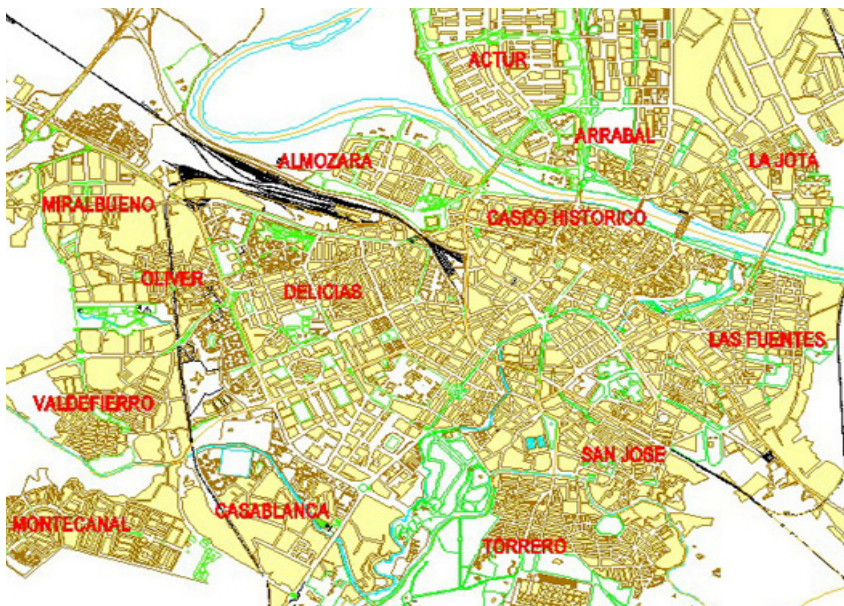 ACTUR
ARRABAL
ALMOZARA
LA JOTA
MIRALBUENO
CASCO HISTORICO
OLIVER
DELICIAS
LAS FUENTES
VALDEFIERRO
SAN JOSE
CASABLANCA
MONTECANAL
TORRERO